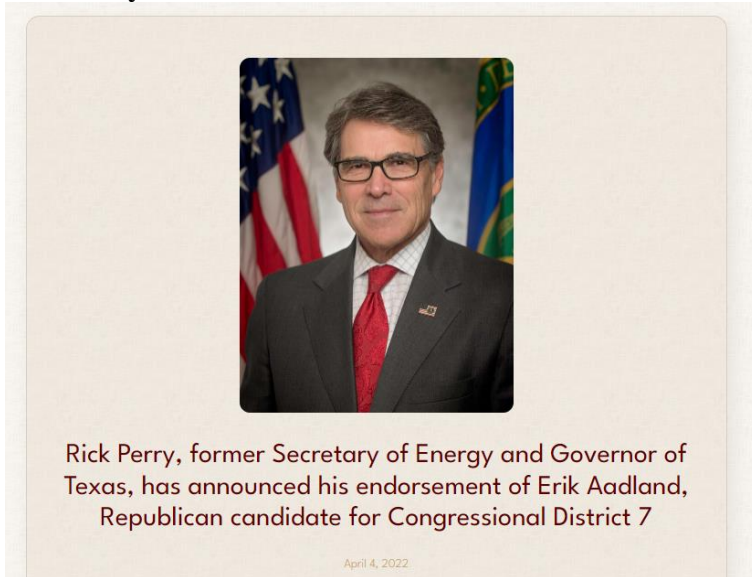 Rick Perry, former Secretary of Energy and Governor of
Texas, has announced his endorsement of Erik Aadland,
Republican candidate for Congressional District 7
April 4, 2022